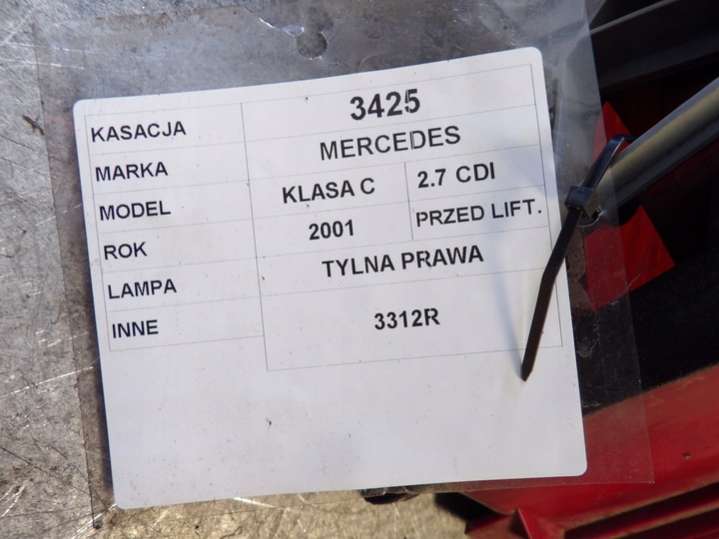 KASACJA 3425
MARKA MERCEDES
MODEL KLASA C 2.7 CDI
ROK 2001 PRZED LIFT.
LAMPA TYLNA PRAWA
INNE 3312R